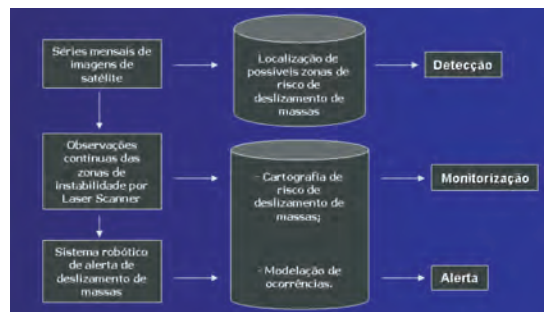 Séries mensais de
imagens de
satélite
Localização de
possíveis zonas de
risco de
deslizamento de
massas
Detecção
Observações
contínuas das
zonas de
instabilidade por
Laser Scanner
- Cartografia de
risco de
deslizamento de
massas;
Monitorização
Sistema robótico
de alerta de
deslizamento de
massas
- Modelação de
ocorrências.
Alerta